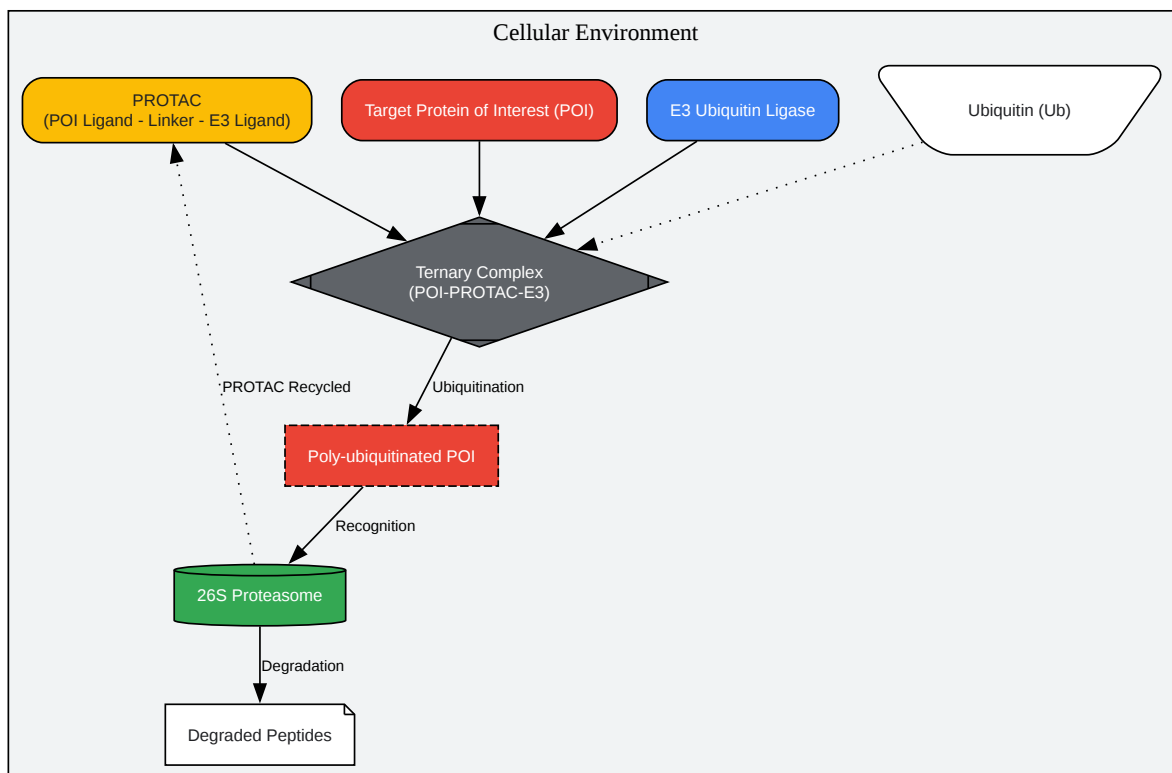 Cellular Environment
PROTAC
(POI Ligand - Linker - E3 Ligand)
Target Protein of Interest (POI)
E3 Ubiquitin Ligase
Ubiquitin (Ub)
Ternary Complex
(POI-PROTAC-E3)
PROTAC Recycled
Ubiquitination
Poly-ubiquitinated POI
Recognition
26S Proteasome
Degradation
Degraded Peptides